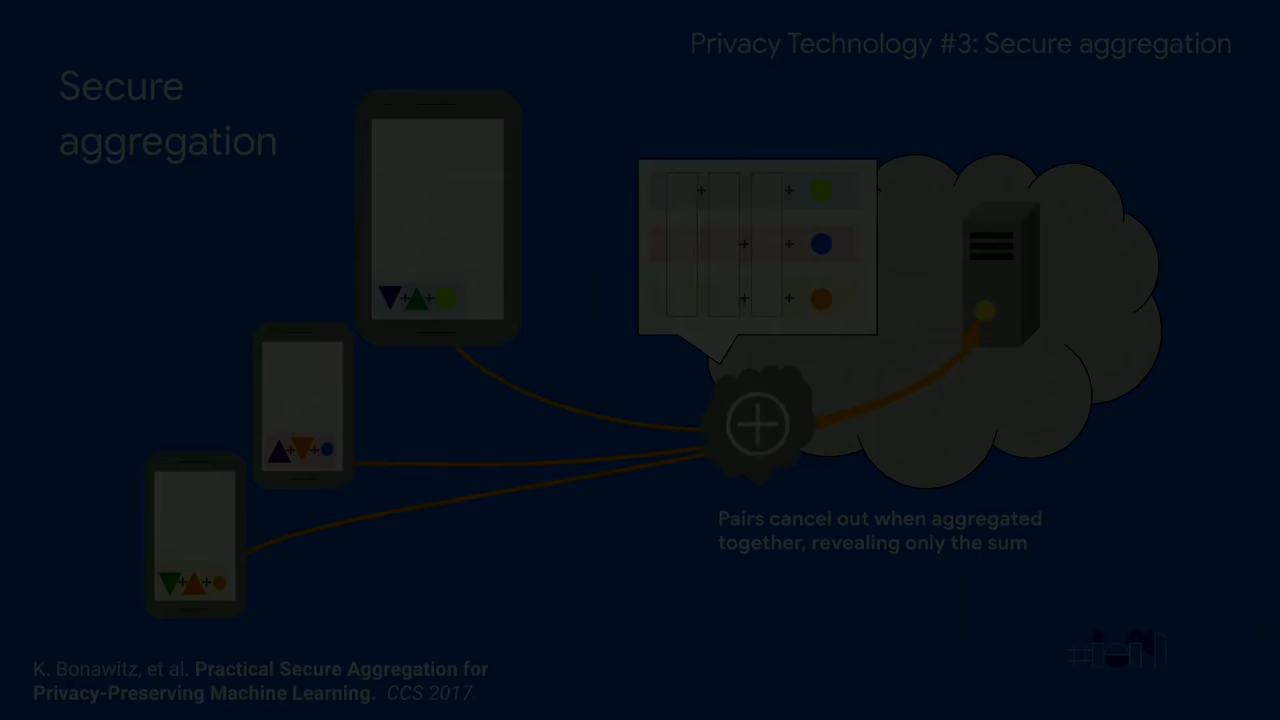 Privacy Technology #3: Secure aggregation
Secure
aggregation
+ +
+ +
+ +
+ +
+ +
+ +
Pairs cancel out when aggregated
together, revealing only the sum
K. Bonawitz, et al. Practical Secure Aggregation for
Privacy-Preserving Machine Learning. CCS 2017.